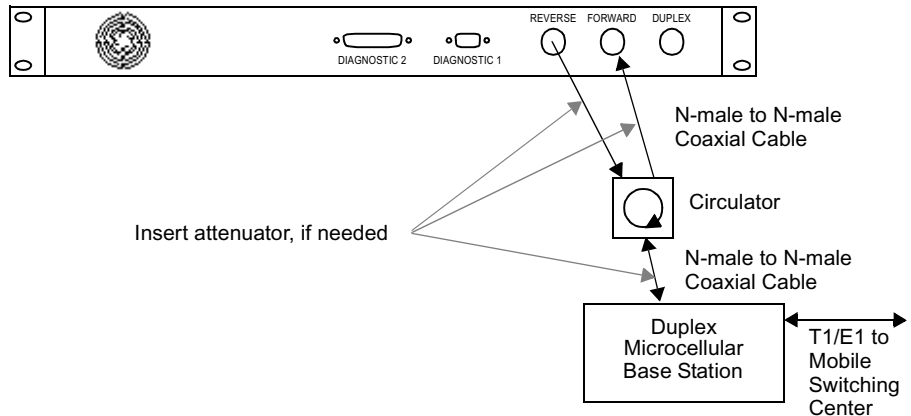 REVERSE FORWARD DUPLEX
DIAGNOSTIC 2 DIAGNOSTIC 1
N-male to N-male
Coaxial Cable
Circulator
Insert attenuator, if needed
N-male to N-male
Coaxial Cable
Duplex
Microcellular
Base Station
T1/E1 to
Mobile
Switching
Center